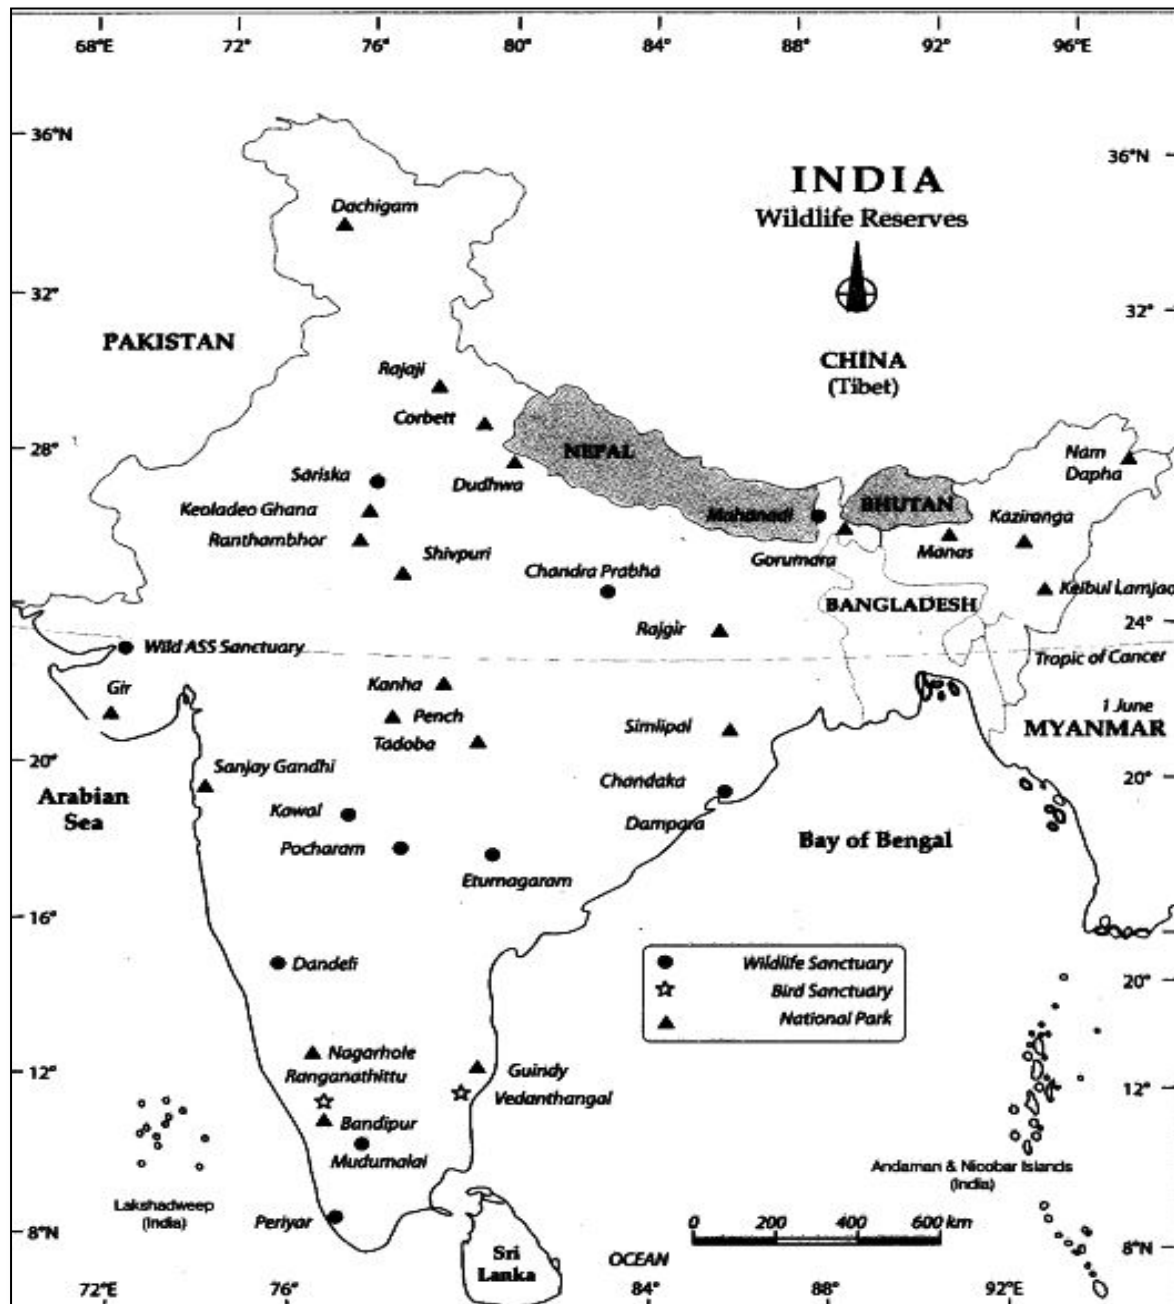 68°E 72° 76° 80° 84° 88° 92° 96°E
36°N
36°N
INDIA
Wildlife Reserves
Dachigam
32°
32°
PAKISTAN
CHINA
(Tibet)
Rajaji
Corbett
28°
NEPAL
Nam
Dapha
Dudhwa
Sariska
BHUTAN
Keoladeo Ghana
Mahanadi
Kaziranga
Ranthambhor
Shivpuri
Gorumara
Manas
Chandra Prabha
Keibul Lamjao
BANGLADESH
24°
Rajgir
Wild ASS Sanctuary
Tropic of Cancer
Gir
Kanha
Pench
1 June
Simlipal
MYANMAR
Tadoba
20°
Sanjay Gandhi
20°
Arabian
Sea
Chandaka
Kawal
Dampara
Bay of Bengal
Pocharam
Eturnagaram
16°
Dandeli
Wildlife Sanctuary
Bird Sanctuary
National Park
20°
Nagarhole
Ranganathittu
Guindy
12°
12°
Vedanthangal
Bandipur
Mudumalai
Andaman & Nicobar Islands
(India)
Lakshadweep
(India)
Periyar
0 200 400 600 km
8°N
8°N
Sri
Lanka
OCEAN
72°E 76° 84° 88° 92°E